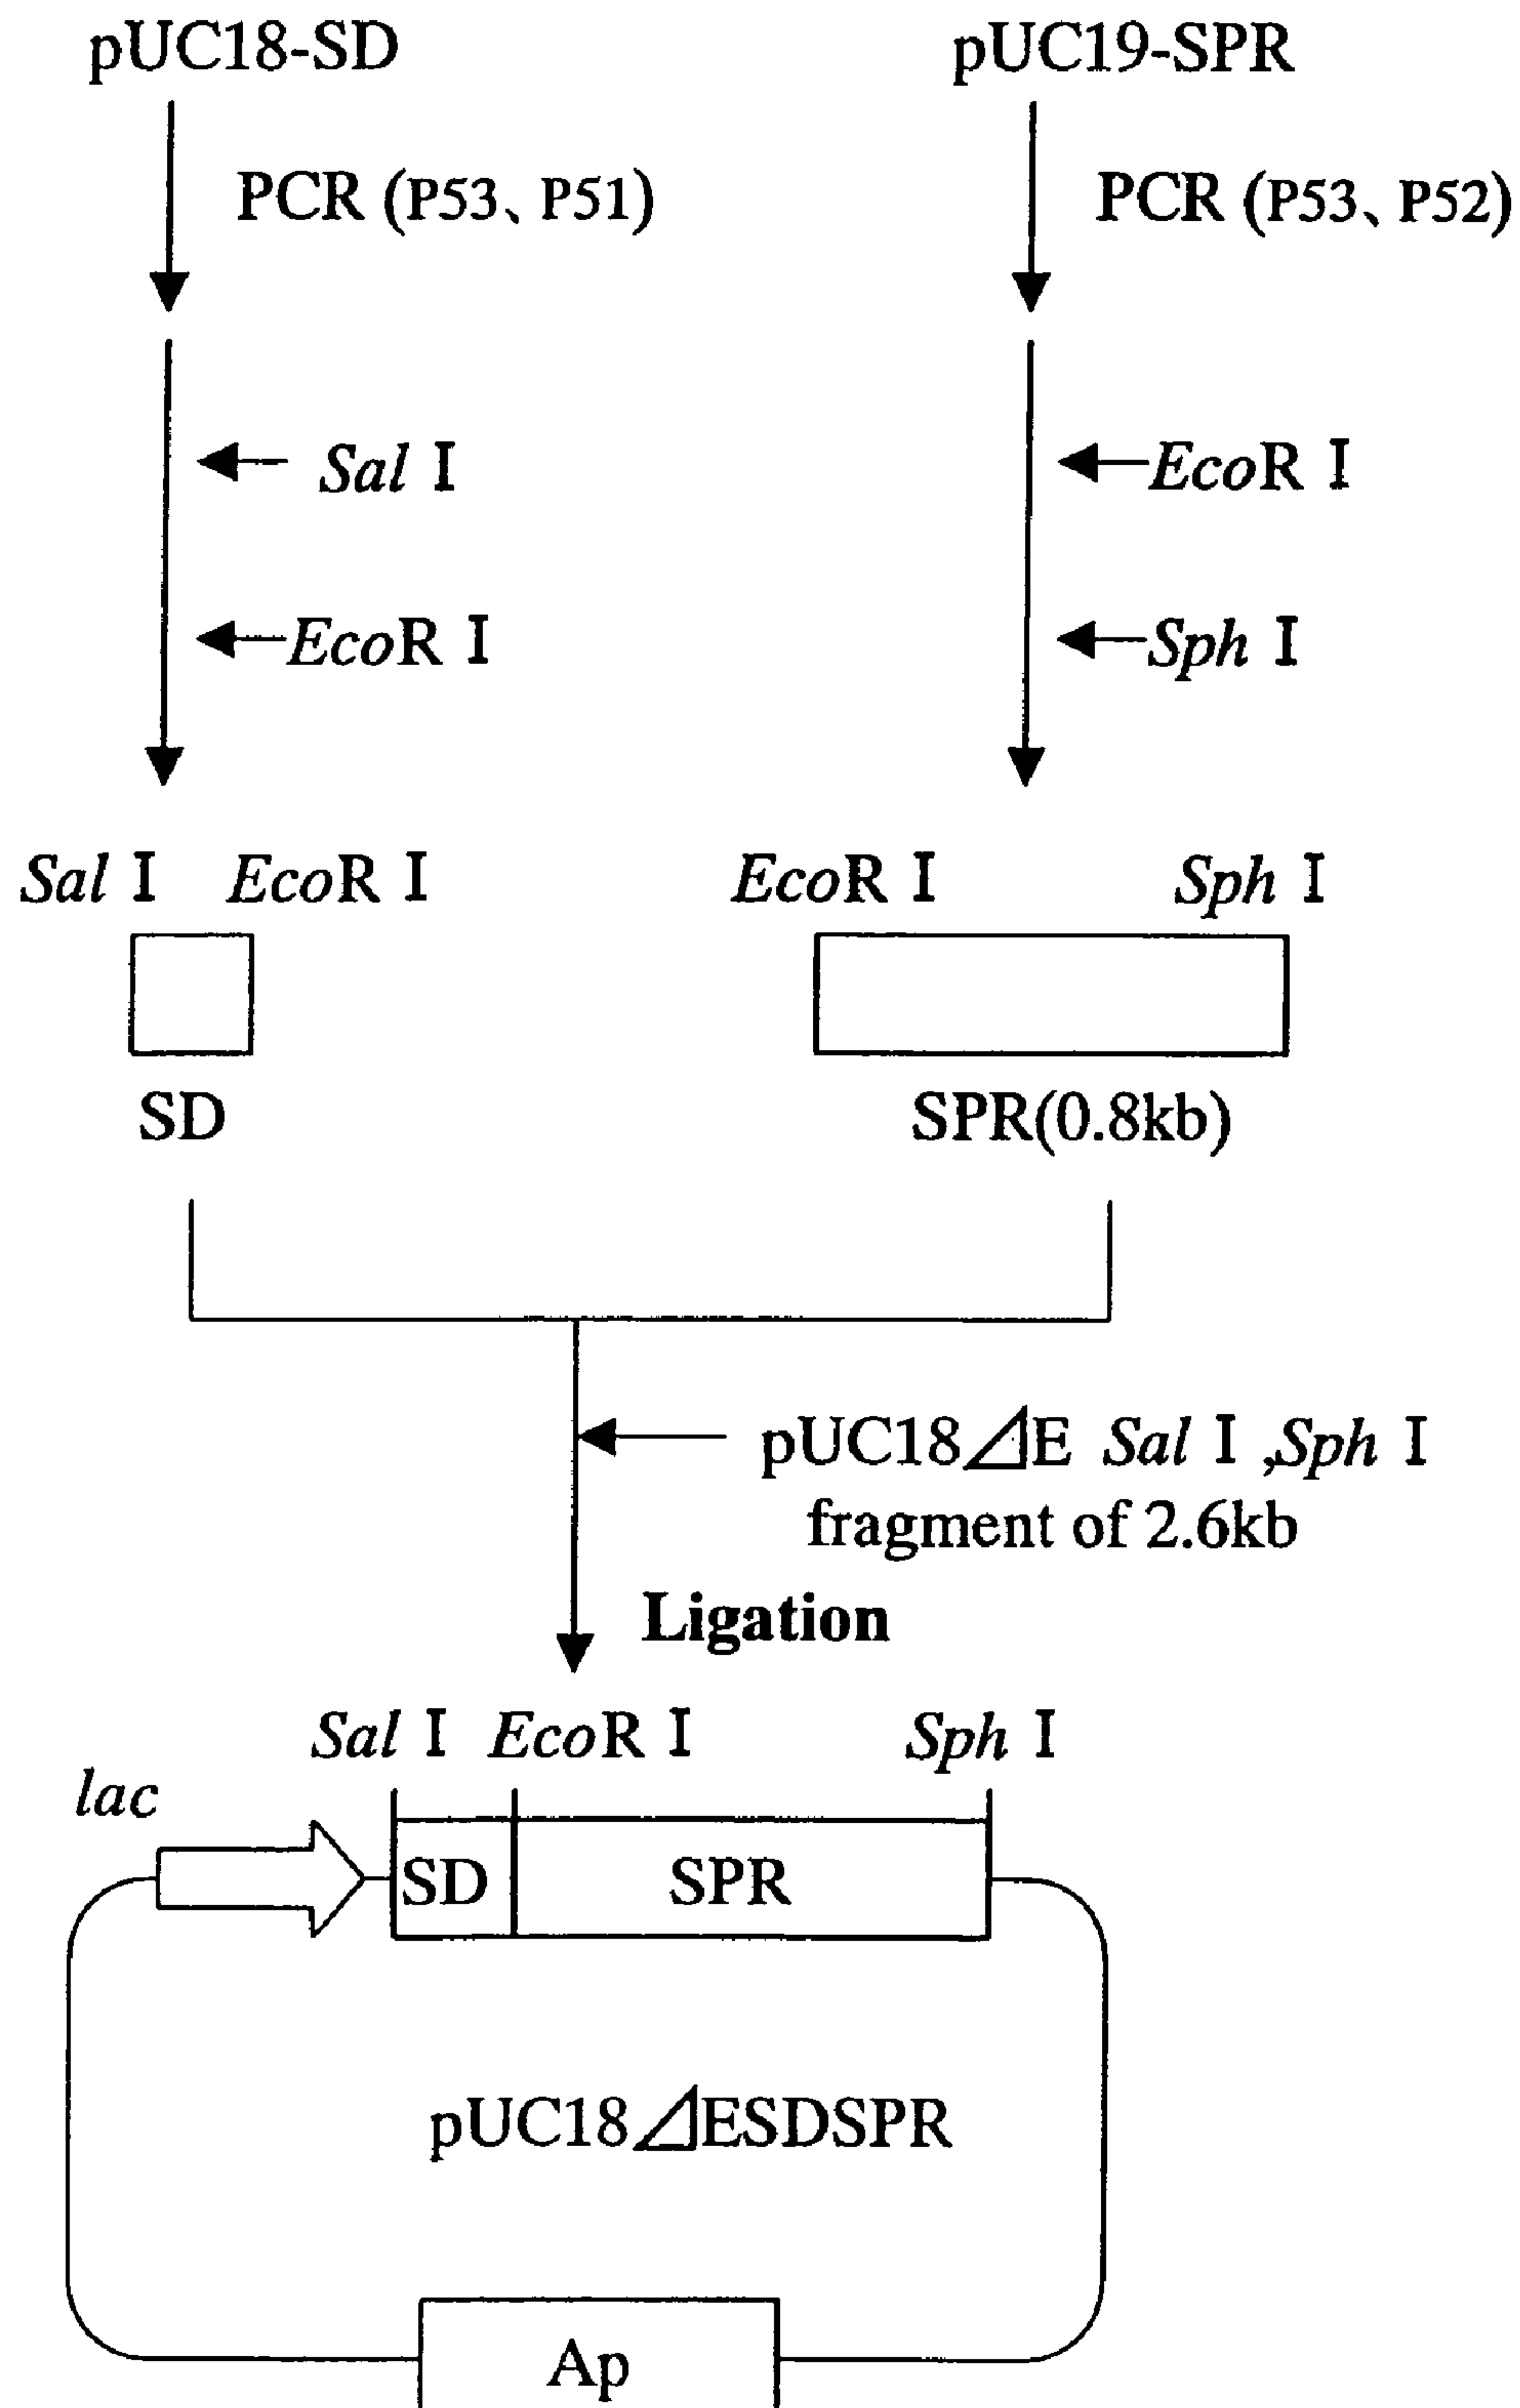 pUC18-SD
pUC19-SPR
PCR (P53、P51)
PCR (P53、P52)
Sal I
EcoR I
EcoR I
Sph I
Sal I EcoR I
EcoR I Sph I
SD
SPR(0.8kb)
pUC18⊿E Sal I ,Sph I
fragment of 2.6kb
Ligation
Sal I EcoR I Sph I
lac
SD SPR
pUC18⊿ESDSPR
Ap